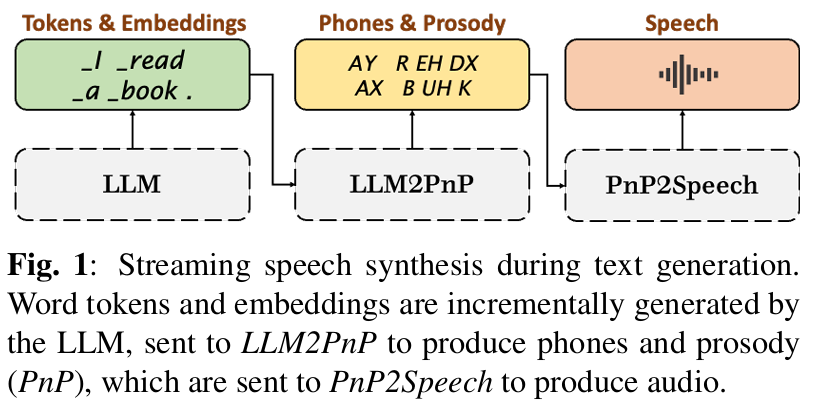 Tokens & Embeddings
Phones & Prosody
Speech
_I _read
_a _book .
AY R EH DX
AX B UH K
LLM
LLM2PnP
PnP2Speech
Fig. 1: Streaming speech synthesis during text generation.
Word tokens and embeddings are incrementally generated by
the LLM, sent to LLM2PnP to produce phones and prosody
(PnP), which are sent to PnP2Speech to produce audio.